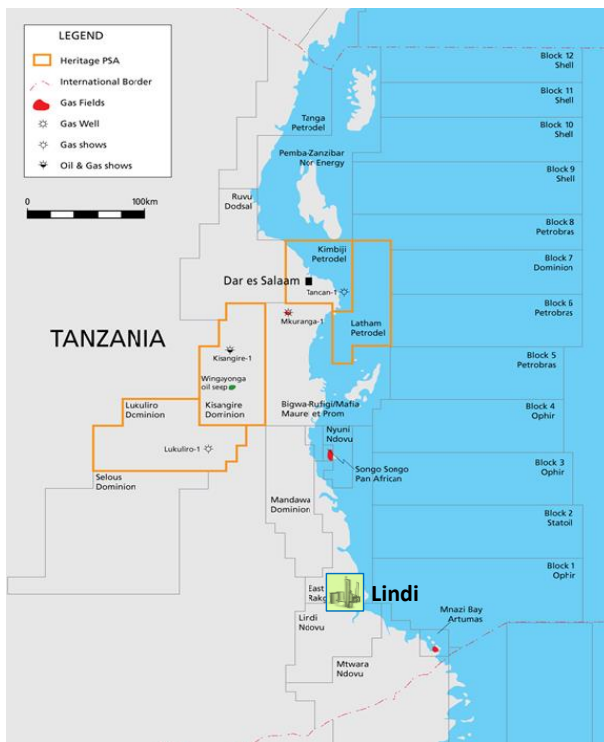 LEGEND
Heritage PSA
International Border
Gas Fields
Gas Well
Gas shows
Oil & Gas shows
0
100km
Block 12
Shell
Block 11
Shell
Block 10
Shell
Block 9
Shell
Block 8
Petrobras
Block 7
Dominion
Block 6
Petrobras
Block 5
Petrobras
Block 4
Ophir
Block 3
Ophir
Block 2
Statoil
Block 1
Ophir
Tanga
Petrodel
Pemba-Zanzibar
Nor Energy
Ruvu
Dodsal
Kimbiji
Petrodel
Dar es Salaam
Tancan-1
Mkuranga-1
Latham
Petrodel
TANZANIA
Kisangire-1
Wingayonga
oil seep
Lukuliro
Dominion
Kisangire
Dominion
Bigwa-Rufigi/Mafia
Maurel et Prom
Lukuliro-1
Nyuni
Ndovu
Songo Songo
Pan African
Selous
Dominion
Mandawa
Dominion
East
Lindi
Lirdi
Ndovu
Mnazi Bay
Artumas
Mtwara
Ndovu